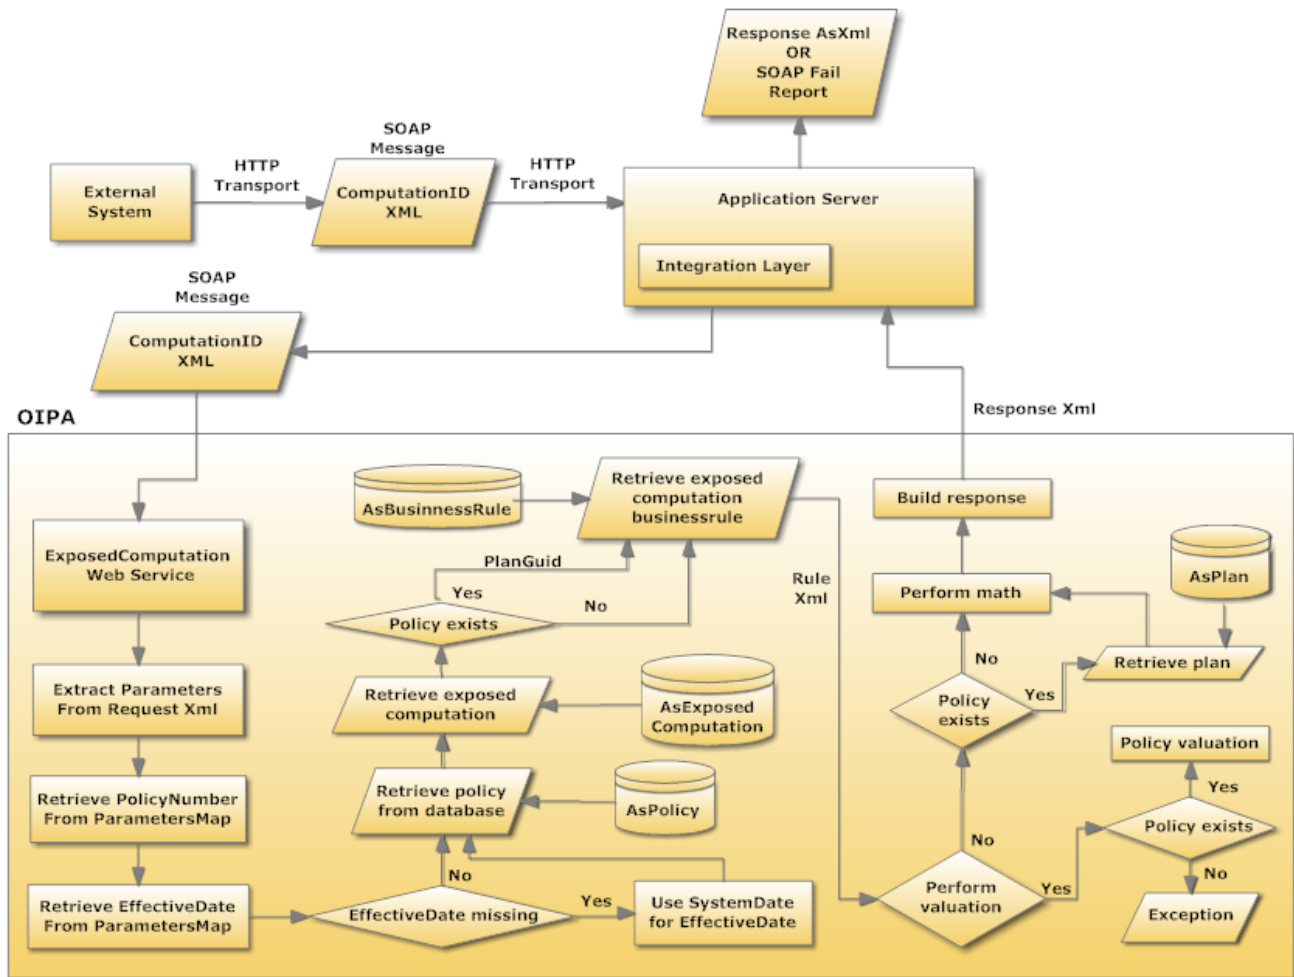 Response AsXml
OR
SOAP Fail
Report
SOAP
Message
HTTP
Transport
HTTP
Transport
External
System
ComputationID
XML
Application Server
Integration Layer
SOAP
Message
ComputationID
XML
Response Xml
OIPA
AsBusinnessRule
Retrieve exposed
computation
businessrule
Build response
ExposedComputation
Web Service
PlanGuid
Yes
No
Policy exists
Rule
Xml
Perform math
AsPlan
Extract Parameters
From Request Xml
Retrieve exposed
computation
AsExposed
Computation
No
Yes
Retrieve plan
Policy
exists
Policy valuation
Yes
Retrieve PolicyNumber
From ParametersMap
Retrieve policy
from database
AsPolicy
Policy exists
No
No
No
Yes
Retrieve EffectiveDate
From ParametersMap
EffectiveDate missing
Yes
Use SystemDate
for EffectiveDate
Perform
valuation
Exception